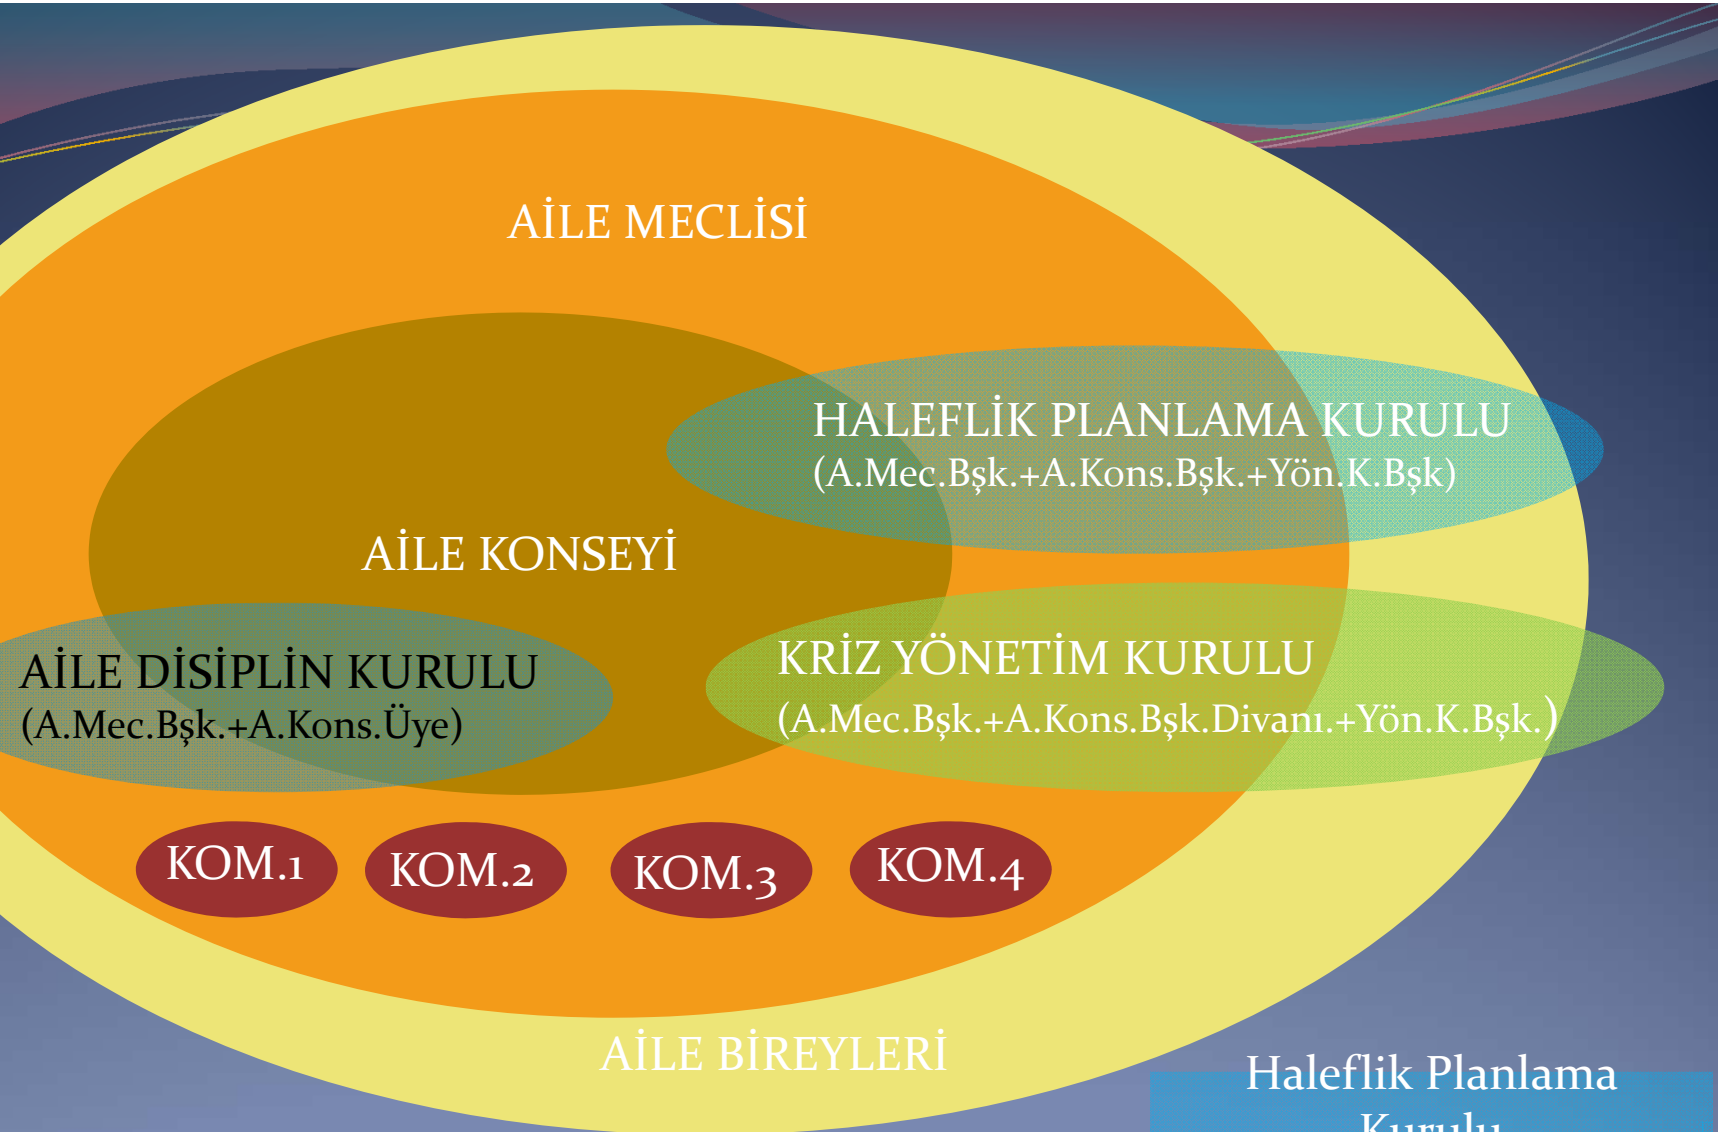 AİLE MECLİSİ
HALEFLİK PLANLAMA KURULU
(A.Mec.Bşk.+A.Kons.Bşk.+Yön.K.Bşk)
AİLE KONSEYİ
AİLE DİSİPLİN KURULU
(A.Mec.Bşk.+A.Kons.Üye)
KRİZ YÖNETİM KURULU
(A.Mec.Bşk.+A.Kons.Bşk.Divanı.+Yön.K.Bşk.)
KOM.1
KOM.2
KOM.3
KOM.4
AİLE BİREYLERİ
Haleflik Planlama
Kurulu